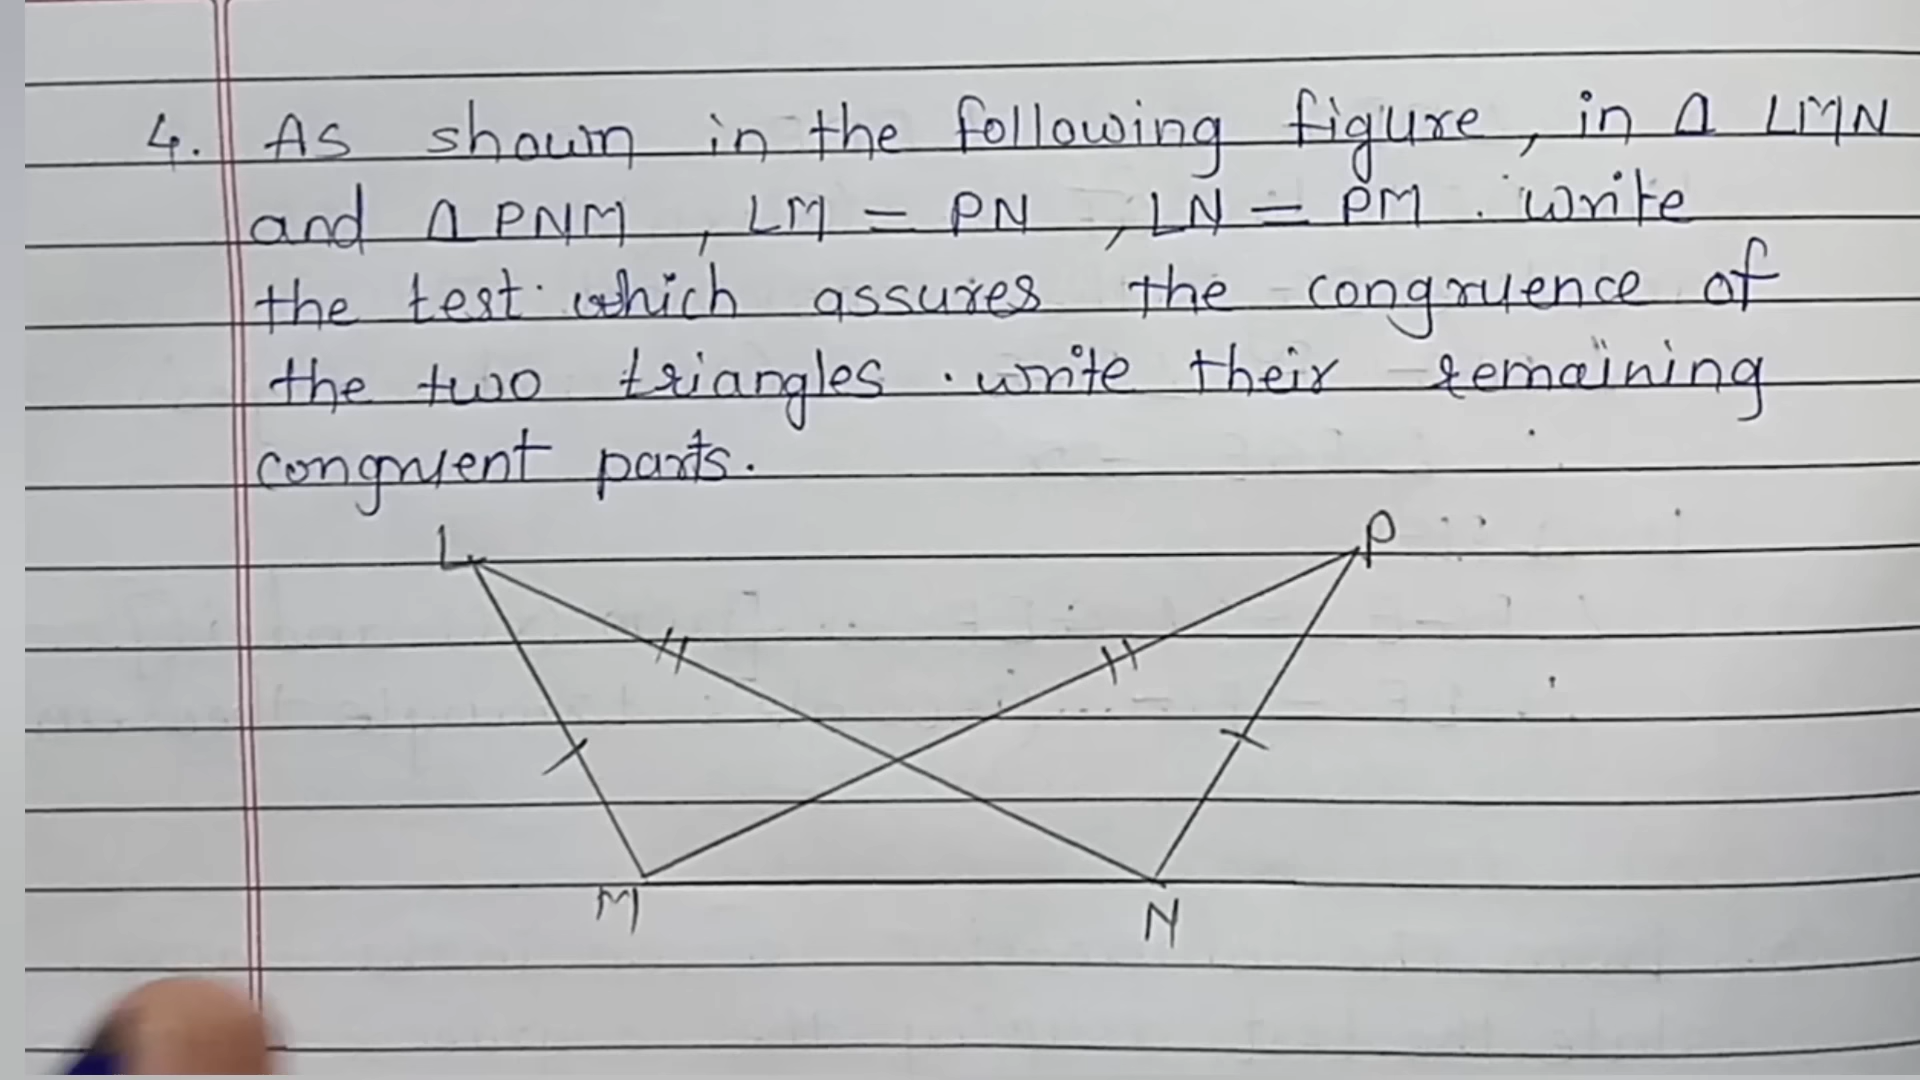 4. As shown in the following figure, in Δ LMN
and Δ PNM, LM = PN, LN = PM. write
the test which assures the congruence of
the two triangles. write their remaining
congruent parts.
L P
M N